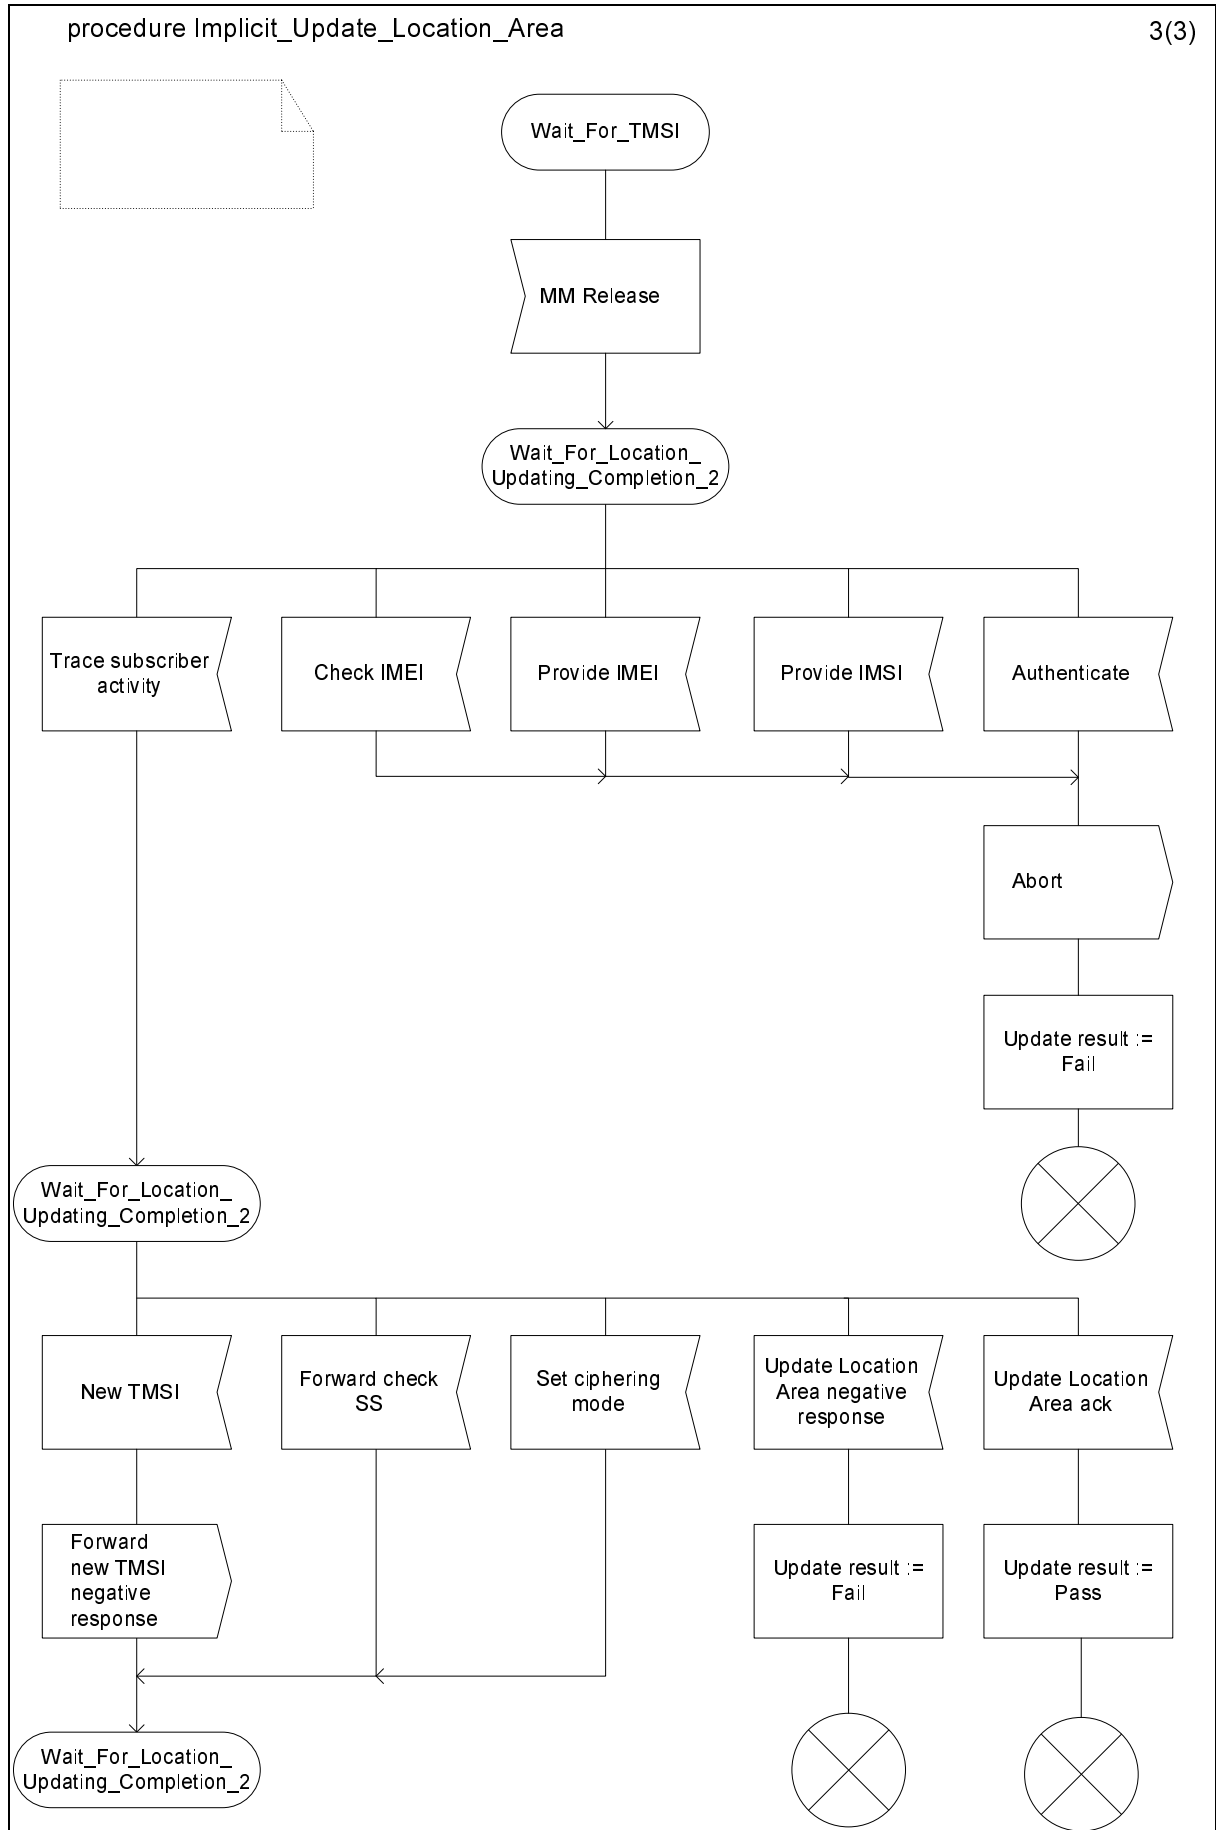 procedure Implicit_Update_Location_Area
3(3)
Wait_For_TMSI
MM Release
Wait_For_Location_
Updating_Completion_2
Trace subscriber
activity
Check IMEI
Provide IMEI
Provide IMSI
Authenticate
Abort
Update result :=
Fail
Wait_For_Location_
Updating_Completion_2
New TMSI
Forward check
SS
Set ciphering
mode
Update Location
Area negative
response
Update Location
Area ack
Forward
new TMSI
negative
response
Update result :=
Fail
Update result :=
Pass
Wait_For_Location_
Updating_Completion_2